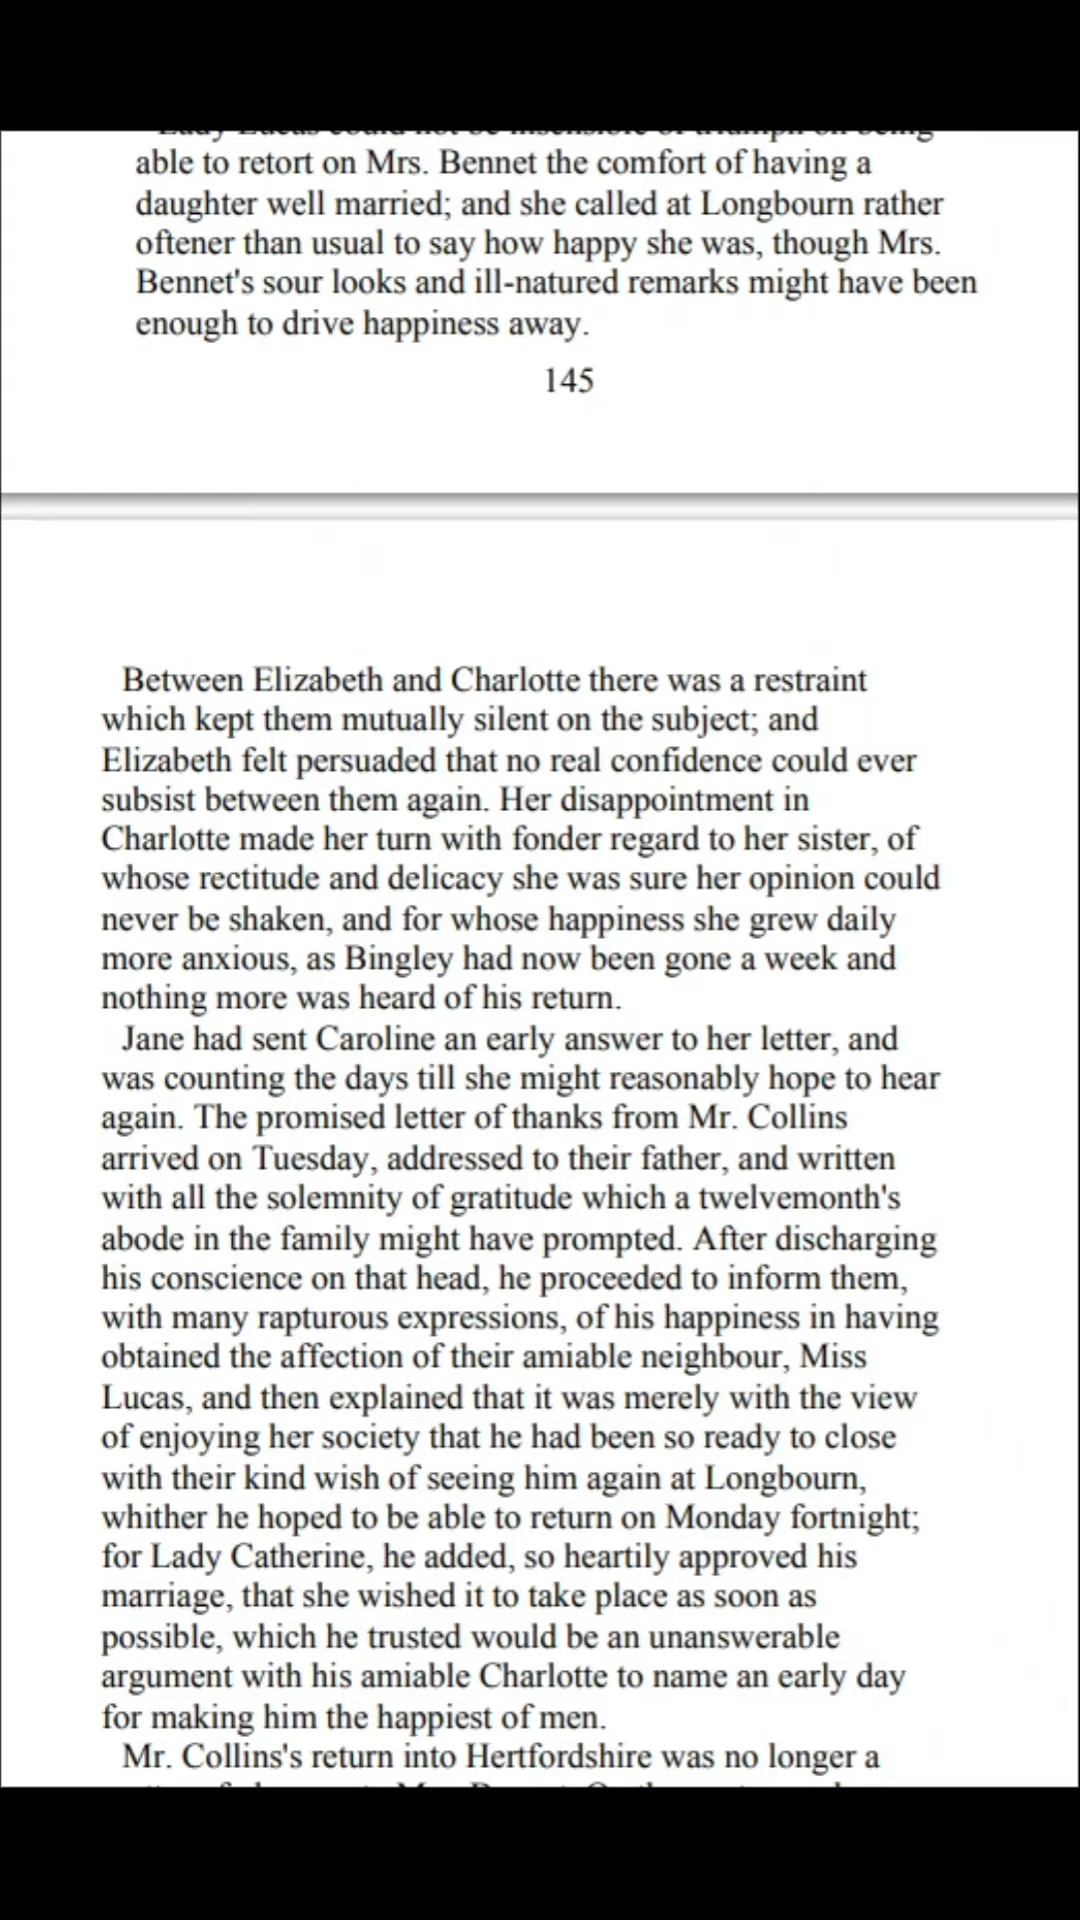 able to retort on Mrs. Bennet the comfort of having a
daughter well married; and she called at Longbourn rather
oftener than usual to say how happy she was, though Mrs.
Bennet's sour looks and ill-natured remarks might have been
enough to drive happiness away.
145
Between Elizabeth and Charlotte there was a restraint
which kept them mutually silent on the subject; and
Elizabeth felt persuaded that no real confidence could ever
subsist between them again. Her disappointment in
Charlotte made her turn with fonder regard to her sister, of
whose rectitude and delicacy she was sure her opinion could
never be shaken, and for whose happiness she grew daily
more anxious, as Bingley had now been gone a week and
nothing more was heard of his return.
Jane had sent Caroline an early answer to her letter, and
was counting the days till she might reasonably hope to hear
again. The promised letter of thanks from Mr. Collins
arrived on Tuesday, addressed to their father, and written
with all the solemnity of gratitude which a twelvemonth's
abode in the family might have prompted. After discharging
his conscience on that head, he proceeded to inform them,
with many rapturous expressions, of his happiness in having
obtained the affection of their amiable neighbour, Miss
Lucas, and then explained that it was merely with the view
of enjoying her society that he had been so ready to close
with their kind wish of seeing him again at Longbourn,
whither he hoped to be able to return on Monday fortnight;
for Lady Catherine, he added, so heartily approved his
marriage, that she wished it to take place as soon as
possible, which he trusted would be an unanswerable
argument with his amiable Charlotte to name an early day
for making him the happiest of men.
Mr. Collins's return into Hertfordshire was no longer a